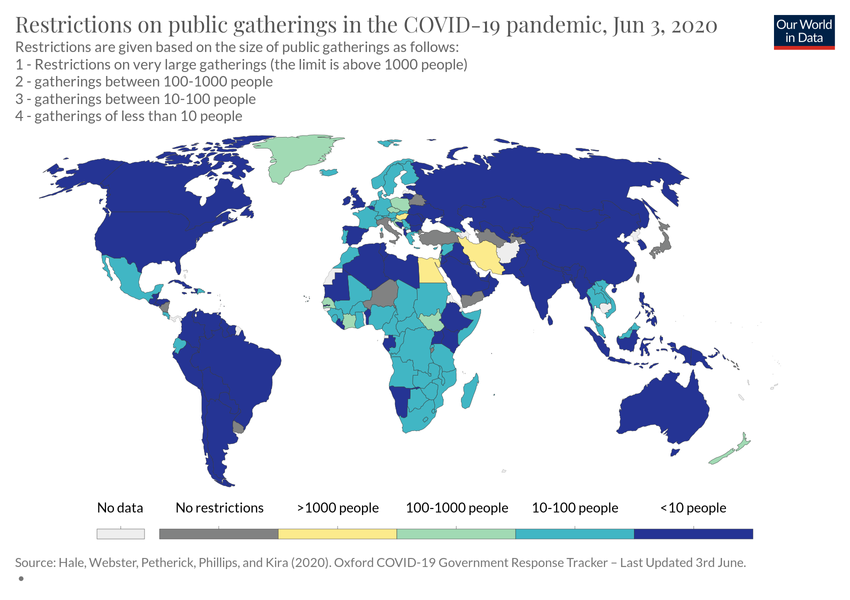 Restrictions on public gatherings in the COVID-19 pandemic, Jun 3, 2020
Our World
in Data
Restrictions are given based on the size of public gatherings as follows:
1 - Restrictions on very large gatherings (the limit is above 1000 people)
2 - gatherings between 100-1000 people
3 - gatherings between 10-100 people
4 - gatherings of less than 10 people
No data No restrictions >1000 people 100-1000 people 10-100 people <10 people
Source: Hale, Webster, Petherick, Phillips, and Kira (2020). Oxford COVID-19 Government Response Tracker – Last Updated 3rd June.